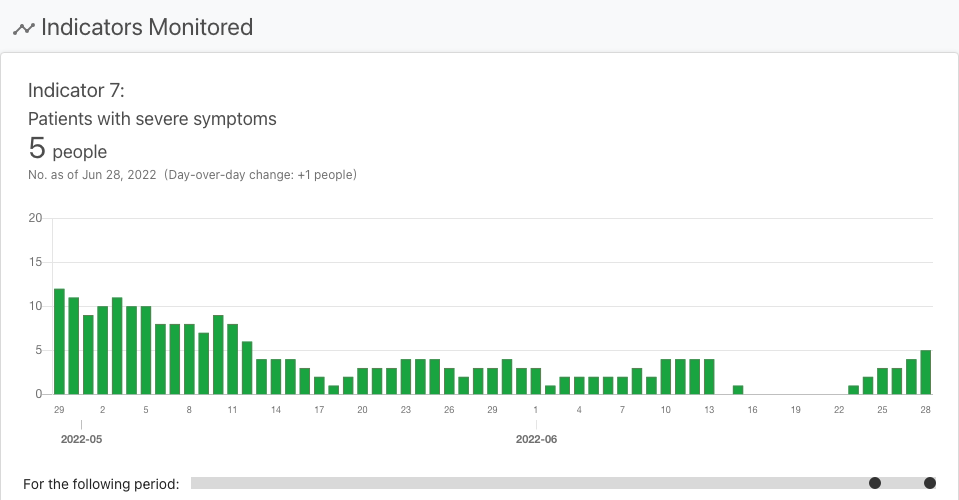 Indicators Monitored
Indicator 7:
Patients with severe symptoms
5 people
No. as of Jun 28, 2022 (Day-over-day change: +1 people)
20
15
10
5
0
29 2 5 8 11 14 17 20 23 26 29 1 4 7 10 13 16 19 22 25 28
2022-05 2022-06
For the following period: